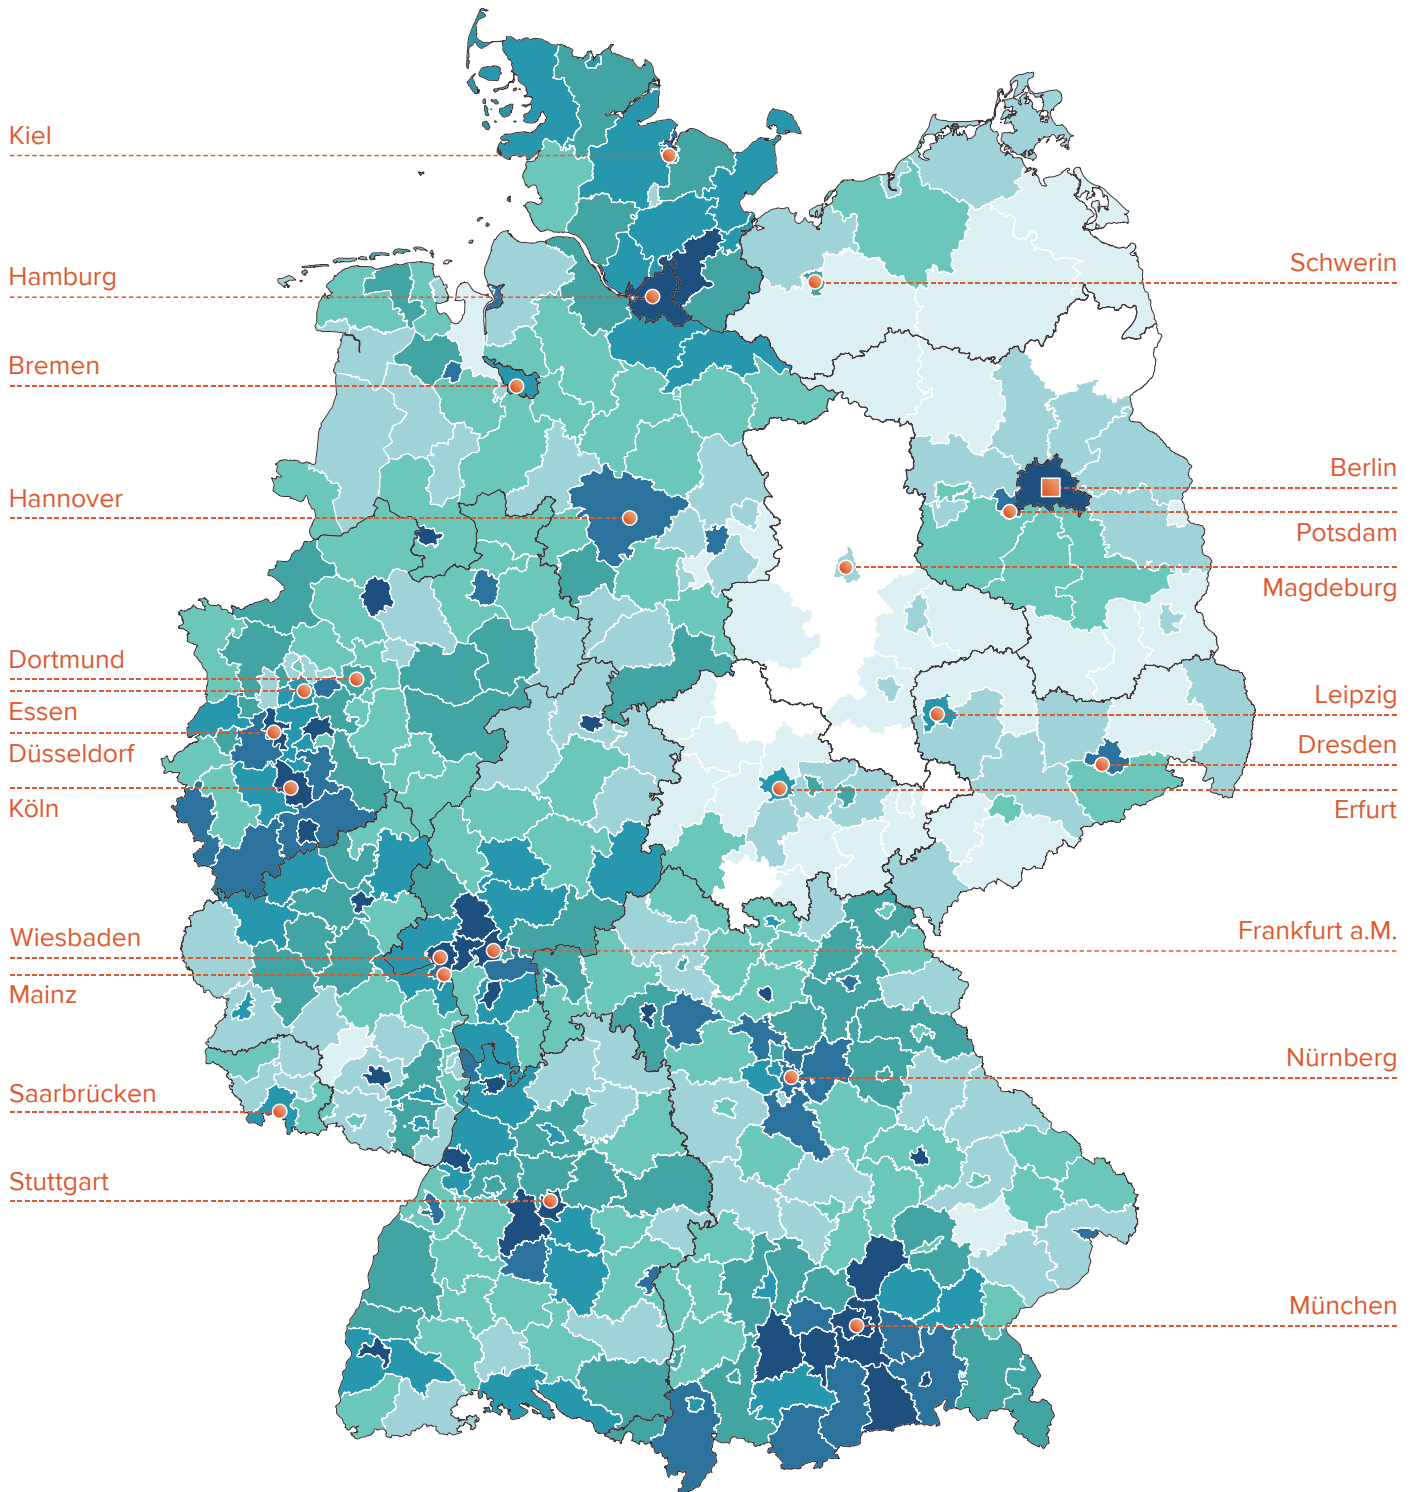 Kiel
Hamburg
Bremen
Hannover
Dortmund
Essen
Düsseldorf
Köln
Wiesbaden
Mainz
Saarbrücken
Stuttgart
Schwerin
Berlin
Potsdam
Magdeburg
Leipzig
Dresden
Erfurt
Frankfurt a.M.
Nürnberg
München